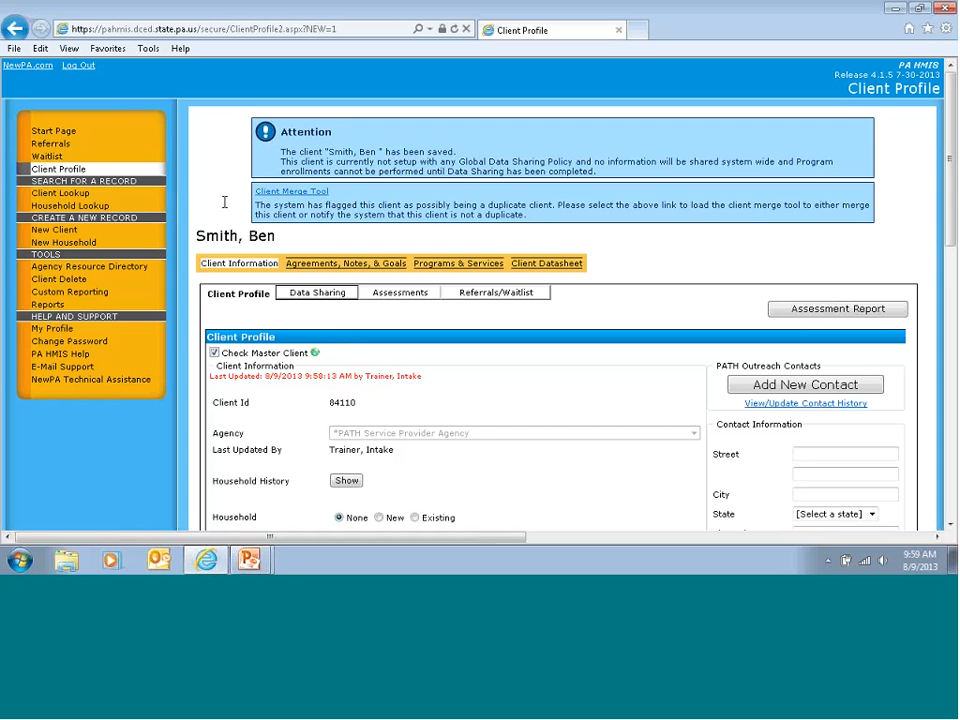 https://pahmis.dced.state.pa.us/secure/ClientProfile2.aspx?NEW=1
Client Profile
File Edit View Favorites Tools Help
NewPA.com Log Out
PA HMIS
Release 4.1.5 7-30-2013
Client Profile
Start Page
Referrals
Waitlist
Client Profile
SEARCH FOR A RECORD
Client Lookup
Household Lookup
CREATE A NEW RECORD
New Client
New Household
TOOLS
Agency Resource Directory
Client Delete
Custom Reporting
Reports
HELP AND SUPPORT
My Profile
Change Password
PA HMIS Help
E-Mail Support
NewPA Technical Assistance
Attention
The client "Smith, Ben " has been saved.
This client is currently not setup with any Global Data Sharing Policy and no information will be shared system wide and Program
enrollments cannot be performed until Data Sharing has been completed.
Client Merge Tool
The system has flagged this client as possibly being a duplicate client. Please select the above link to load the client merge tool to either merge
this client or notify the system that this client is not a duplicate.
Smith, Ben
Client Information Agreements, Notes, & Goals Programs & Services Client Datasheet
Client Profile Data Sharing Assessments Referrals/Waitlist
Assessment Report
Client Profile
Check Master Client
Client Information
Last Updated: 8/9/2013 9:58:13 AM by Trainer, Intake
Client Id 84110
Agency *PATH Service Provider Agency
Last Updated By Trainer, Intake
Household History Show
Household None New Existing
PATH Outreach Contacts
Add New Contact
View/Update Contact History
Contact Information
Street
City
State [Select a state]
9:59 AM
8/9/2013